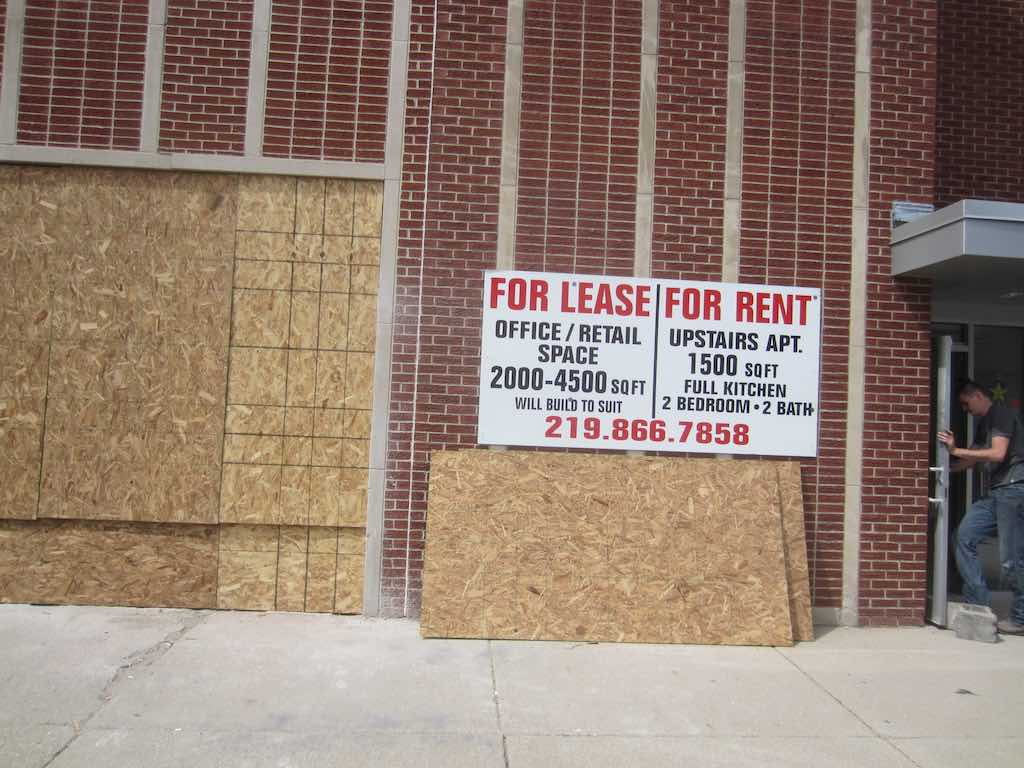 FOR LEASE
OFFICE / RETAIL
SPACE
2000-4500 SQFT
WILL BUILD TO SUIT
FOR RENT
UPSTAIRS APT.
1500 SQFT
FULL KITCHEN
2 BEDROOM • 2 BATH
219.866.7858